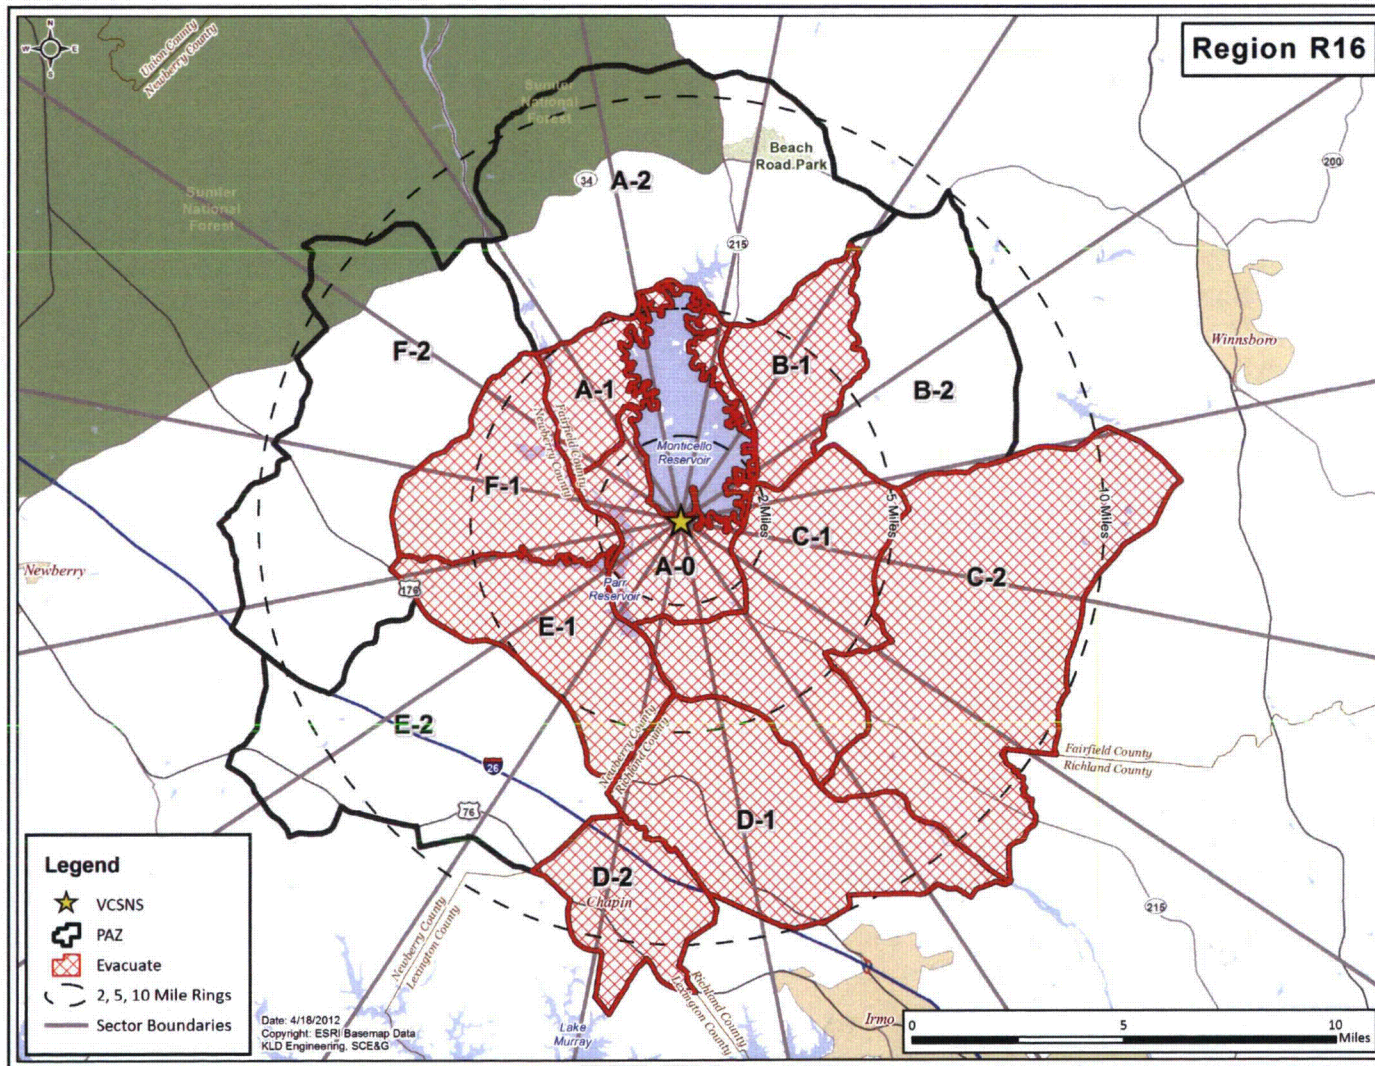 Region R16
N
W E
S
Union County
Newberry County
Sumter
National
Forest
Beach
Road Park
200
34
A-2
Sumter
National
Forest
215
Winnsboro
F-2
B-1
A-1
B-2
Fairfield County
Newberry County
Monticello
Reservoir
F-1
2 Miles
5 Miles
10 Miles
C-1
A-0
C-2
Newberry
176
Parr
Reservoir
E-1
E-2
Newberry County
Richland County
Fairfield County
Richland County
26
76
D-1
D-2
Chapin
215
Newberry County
Lexington County
Richland County
Lexington County
Irmo
Lake
Murray
Legend
VCSNS
PAZ
Evacuate
2, 5, 10 Mile Rings
Sector Boundaries
Date: 4/18/2012
Copyright: ESRI Basemap Data
KLD Engineering, SCE&G
0 5 10
Miles